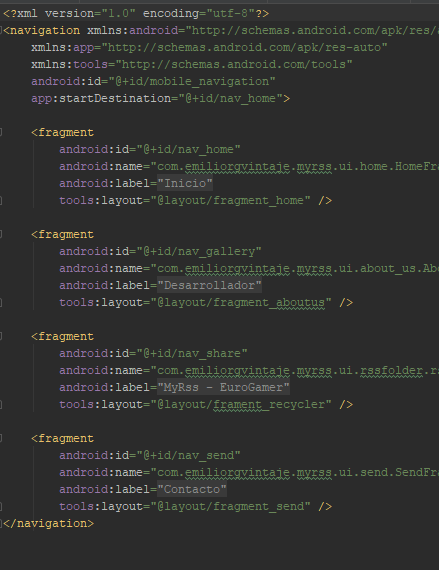 <?xml version="1.0" encoding="utf-8"?>
<navigation xmlns:android="http://schemas.android.com/apk/res/
xmlns:app="http://schemas.android.com/apk/res-auto"
xmlns:tools="http://schemas.android.com/tools"
android:id="@+id/mobile_navigation"
app:startDestination="@+id/nav_home">
<fragment
android:id="@+id/nav_home"
android:name="com.emiliorgvintaje.myrss.ui.home.HomeFra
android:label="Inicio"
tools:layout="@layout/fragment_home" />
<fragment
android:id="@+id/nav_gallery"
android:name="com.emiliorgvintaje.myrss.ui.about_us.Abo
android:label="Desarrollador"
tools:layout="@layout/fragment_aboutus" />
<fragment
android:id="@+id/nav_share"
android:name="com.emiliorgvintaje.myrss.ui.rssfolder.rs
android:label="MyRss - EuroGamer"
tools:layout="@layout/frament_recycler" />
<fragment
android:id="@+id/nav_send"
android:name="com.emiliorgvintaje.myrss.ui.send.SendFra
android:label="Contacto"
tools:layout="@layout/fragment_send" />
</navigation>